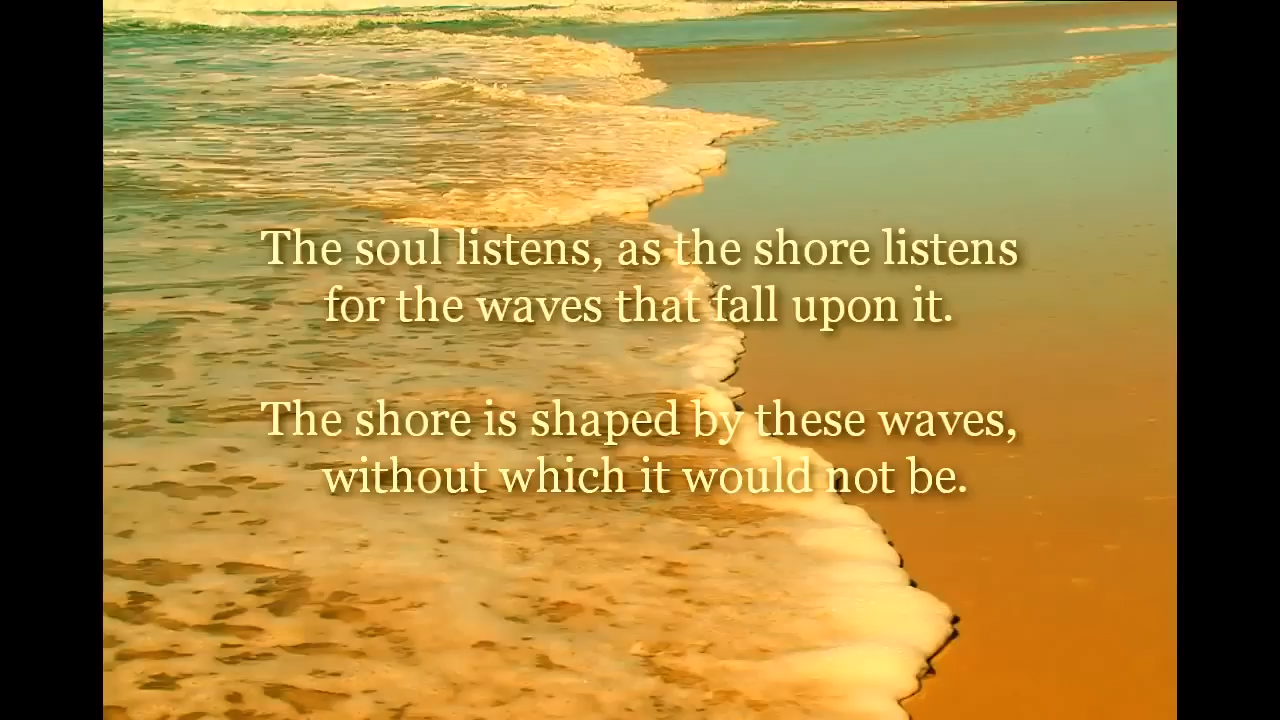 The soul listens, as the shore listens
for the waves that fall upon it.
The shore is shaped by these waves,
without which it would not be.